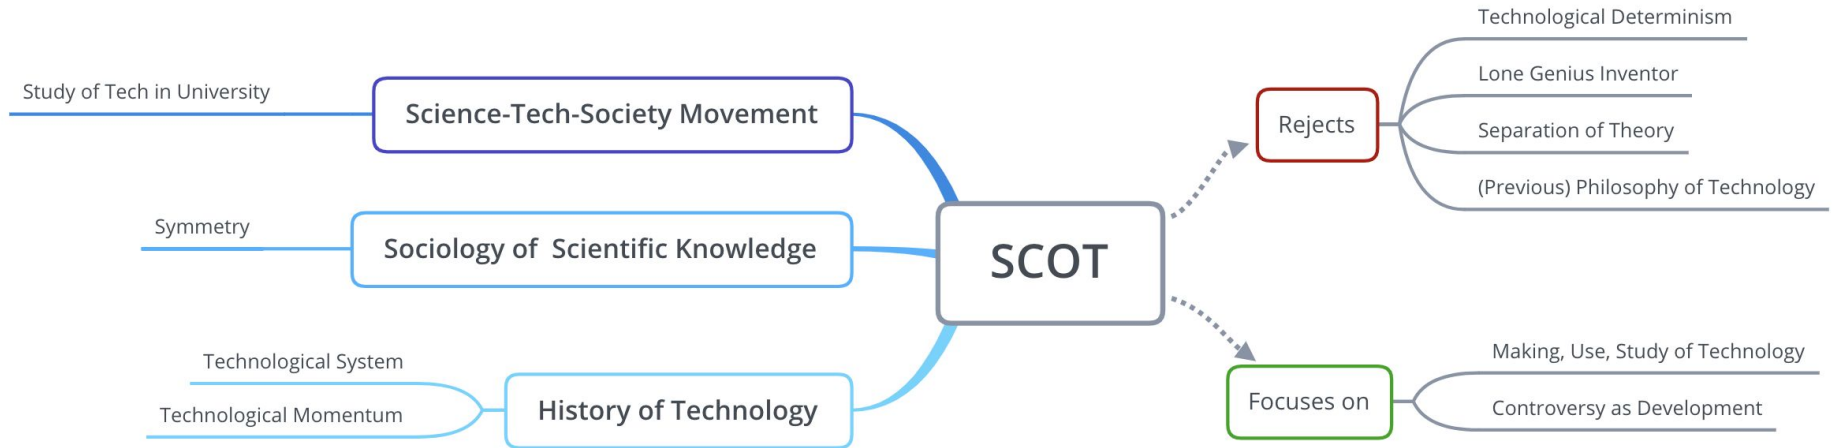 Study of Tech in University
Science-Tech-Society Movement
Symmetry
Sociology of  Scientific Knowledge
Technological System
Technological Momentum
History of Technology
SCOT
Rejects
Technological Determinism
Lone Genius Inventor
Separation of Theory
(Previous) Philosophy of Technology
Focuses on
Making, Use, Study of Technology
Controversy as Development